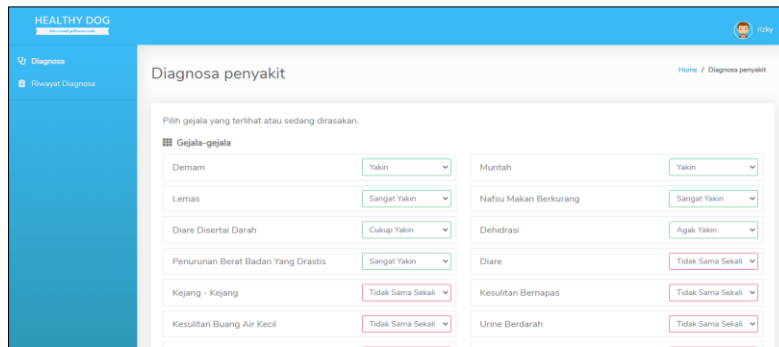 HEALTHY DOG
rizky
Diagnosa
Riwayat Diagnosa
Diagnosa penyakit
Home / Diagnosa penyakit
Pilih gejala yang terlihat atau sedang dirasakan.
Gejala-gejala
Demam Yakin Muntah Yakin
Lemas Sangat Yakin Nafsu Makan Berkurang Sangat Yakin
Diare Disertai Darah Cukup Yakin Dehidrasi Agak Yakin
Penurunan Berat Badan Yang Drastis Sangat Yakin Diare Tidak Sama Sekali
Kejang - Kejang Tidak Sama Sekali Kesulitan Bernapas Tidak Sama Sekali
Kesulitan Buang Air Kecil Tidak Sama Sekali Urine Berdarah Tidak Sama Sekali